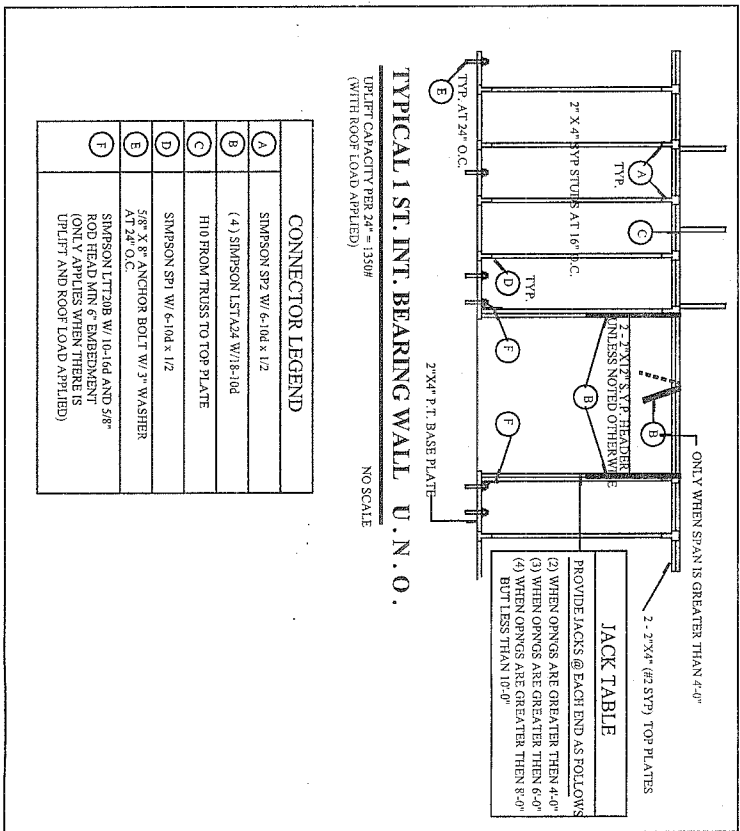 ONLY WHEN SPAN IS GREATER THAN 4'-0"
2 - 2"X4" (#2 SYP) TOP PLATES
A
TYP.
C
B
2" X 4" SYP STUDS AT 16" O.C.
2 - 2"X12" S.Y.P. HEADER
UNLESS NOTED OTHERWISE
B
D
TYP.
F
F
TYP. AT 24" O.C.
E
2"X4" P.T. BASE PLATE
JACK TABLE
PROVIDE JACKS @ EACH END AS FOLLOWS
(2) WHEN OPN'GS ARE GREATER THEN 4'-0"
(3) WHEN OPN'GS ARE GREATER THEN 6'-0"
(4) WHEN OPN'GS ARE GREATER THEN 8'-0"
BUT LESS THAN 10'-0"
TYPICAL 1 ST. INT. BEARING WALL U.N.O.
UPLIFT CAPACITY PER 24" = 1350#
(WITH ROOF LOAD APPLIED)
NO SCALE
CONNECTOR LEGEND
A SIMPSON SP2 W/ 6-10d x 1/2
B (4) SIMPSON LSTA24 W/18-10d
C H10 FROM TRUSS TO TOP PLATE
D SIMPSON SP1 W/ 6-10d x 1/2
E 5/8" X 8" ANCHOR BOLT W/ 3" WASHER
AT 24" O.C.
F SIMPSON LTT20B W/ 10-16d AND 5/8"
ROD HEAD MIN 6" EMBEDMENT
(ONLY APPLIES WHEN THERE IS
UPLIFT AND ROOF LOAD APPLIED)